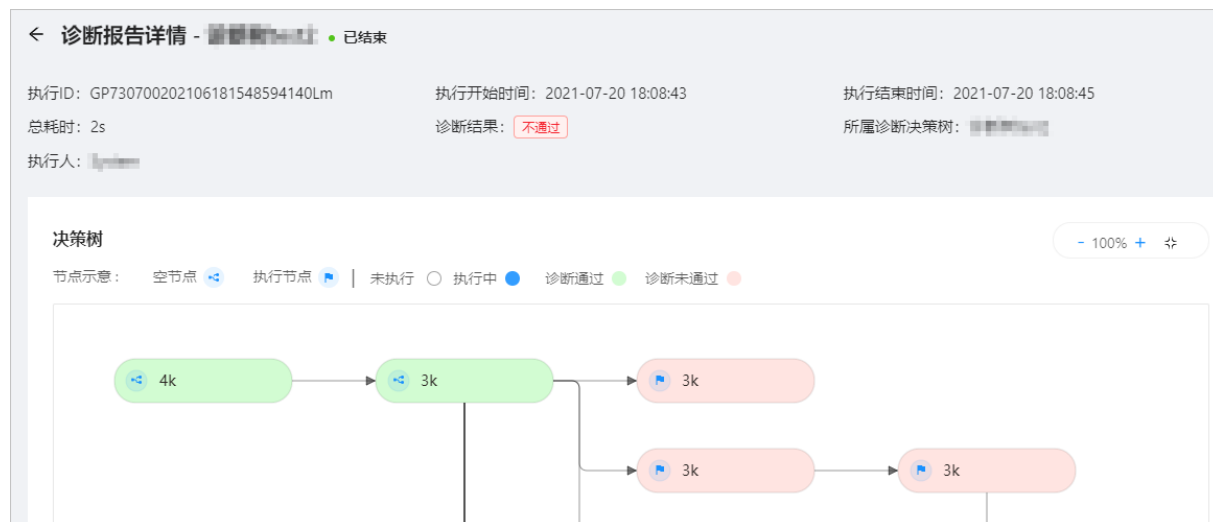 诊断报告详情 - 已结束
执行ID：GP730700202106181548594140Lm 执行开始时间：2021-07-20 18:08:43 执行结束时间：2021-07-20 18:08:45
总耗时：2s 诊断结果：不通过 所属诊断决策树：
执行人：
决策树
- 100% +
节点示意： 空节点 执行节点 | 未执行 执行中 诊断通过 诊断未通过
4k 3k 3k
3k 3k